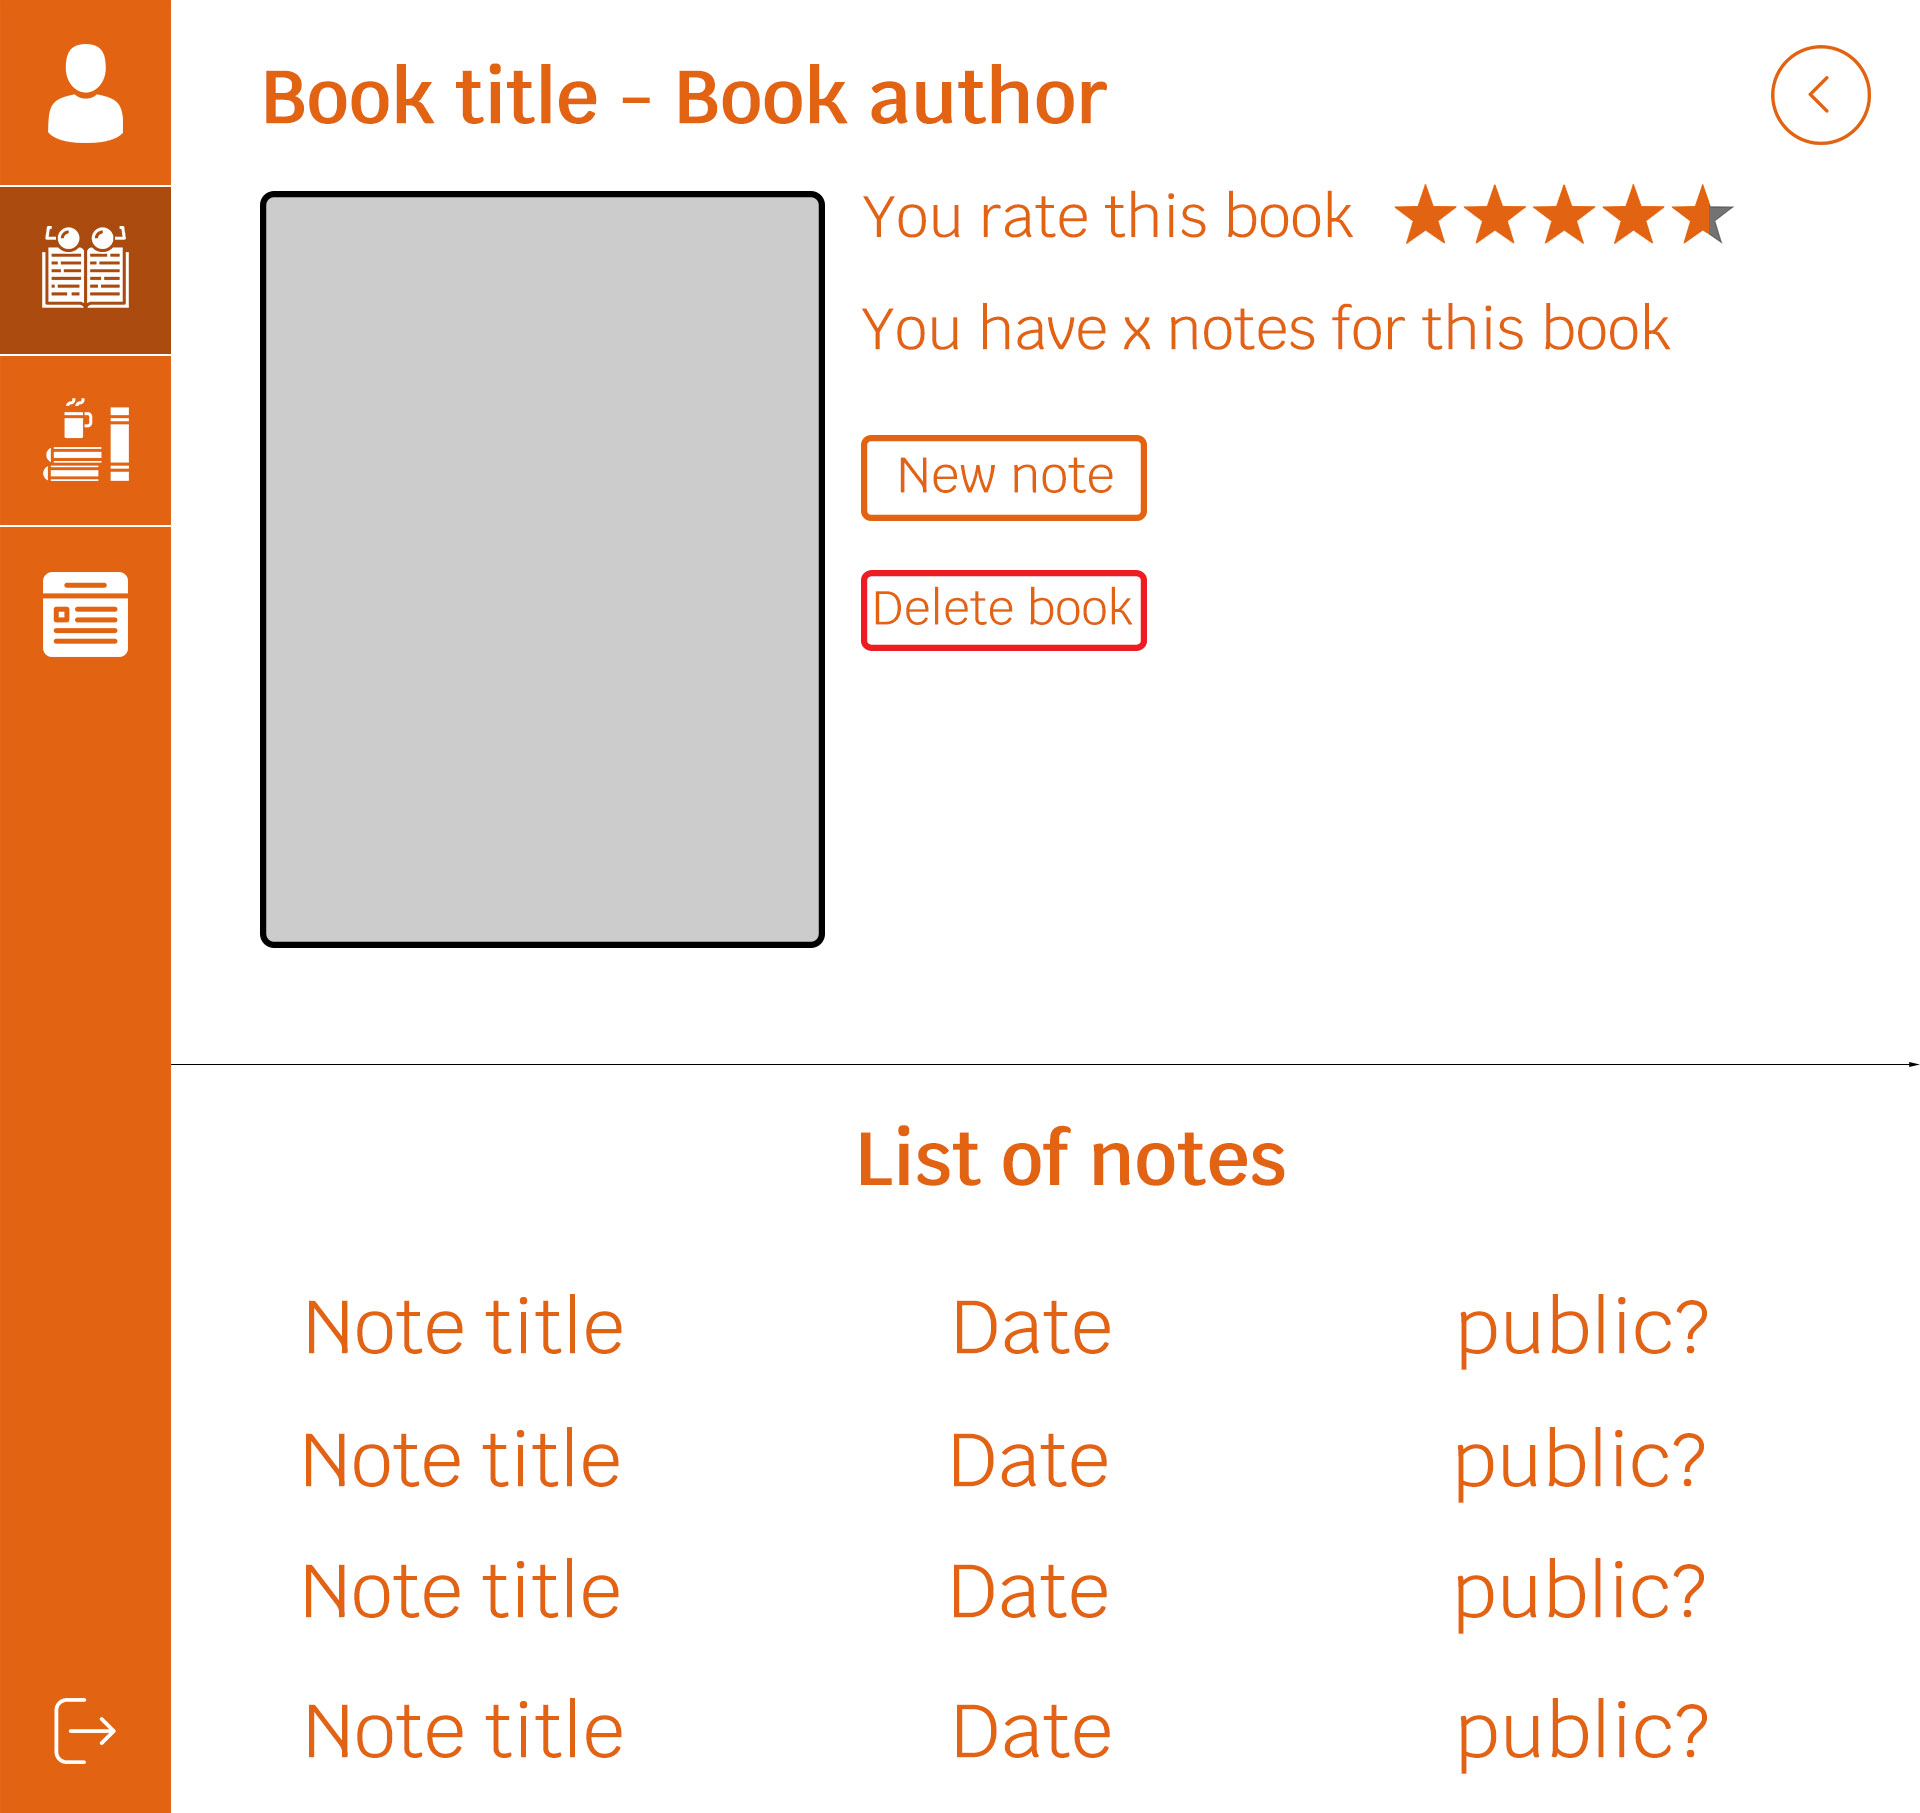 Book title - Book author
You rate this book
You have x notes for this book
New note
Delete book
List of notes
Note title Date public?
Note title Date public?
Note title Date public?
Note title Date public?